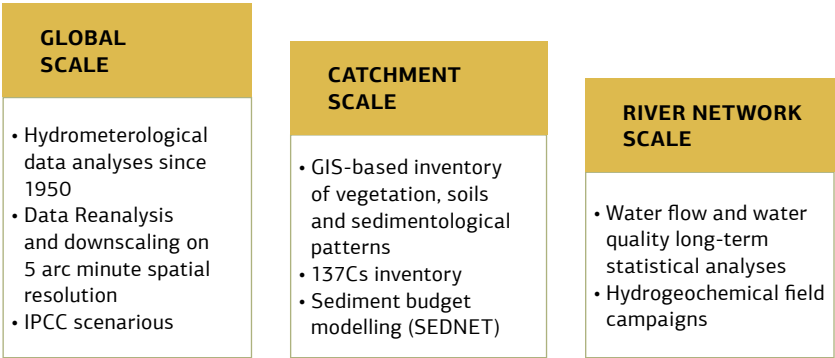 GLOBAL
SCALE
• Hydrometerological
data analyses since
1950
• Data Reanalysis
and downscaling on
5 arc minute spatial
resolution
• IPCC scenarious
CATCHMENT
SCALE
• GIS-based inventory
of vegetation, soils
and sedimentological
patterns
• 137Cs inventory
• Sediment budget
modelling (SEDNET)
RIVER NETWORK
SCALE
• Water flow and water
quality long-term
statistical analyses
• Hydrogeochemical field
campaigns